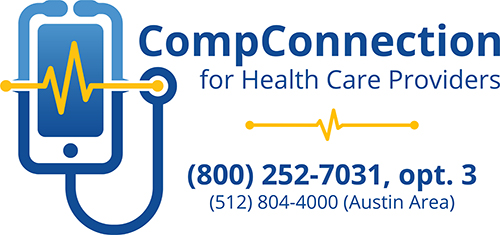 CompConnection
for Health Care Providers
(800) 252-7031, opt. 3
(512) 804-4000 (Austin Area)